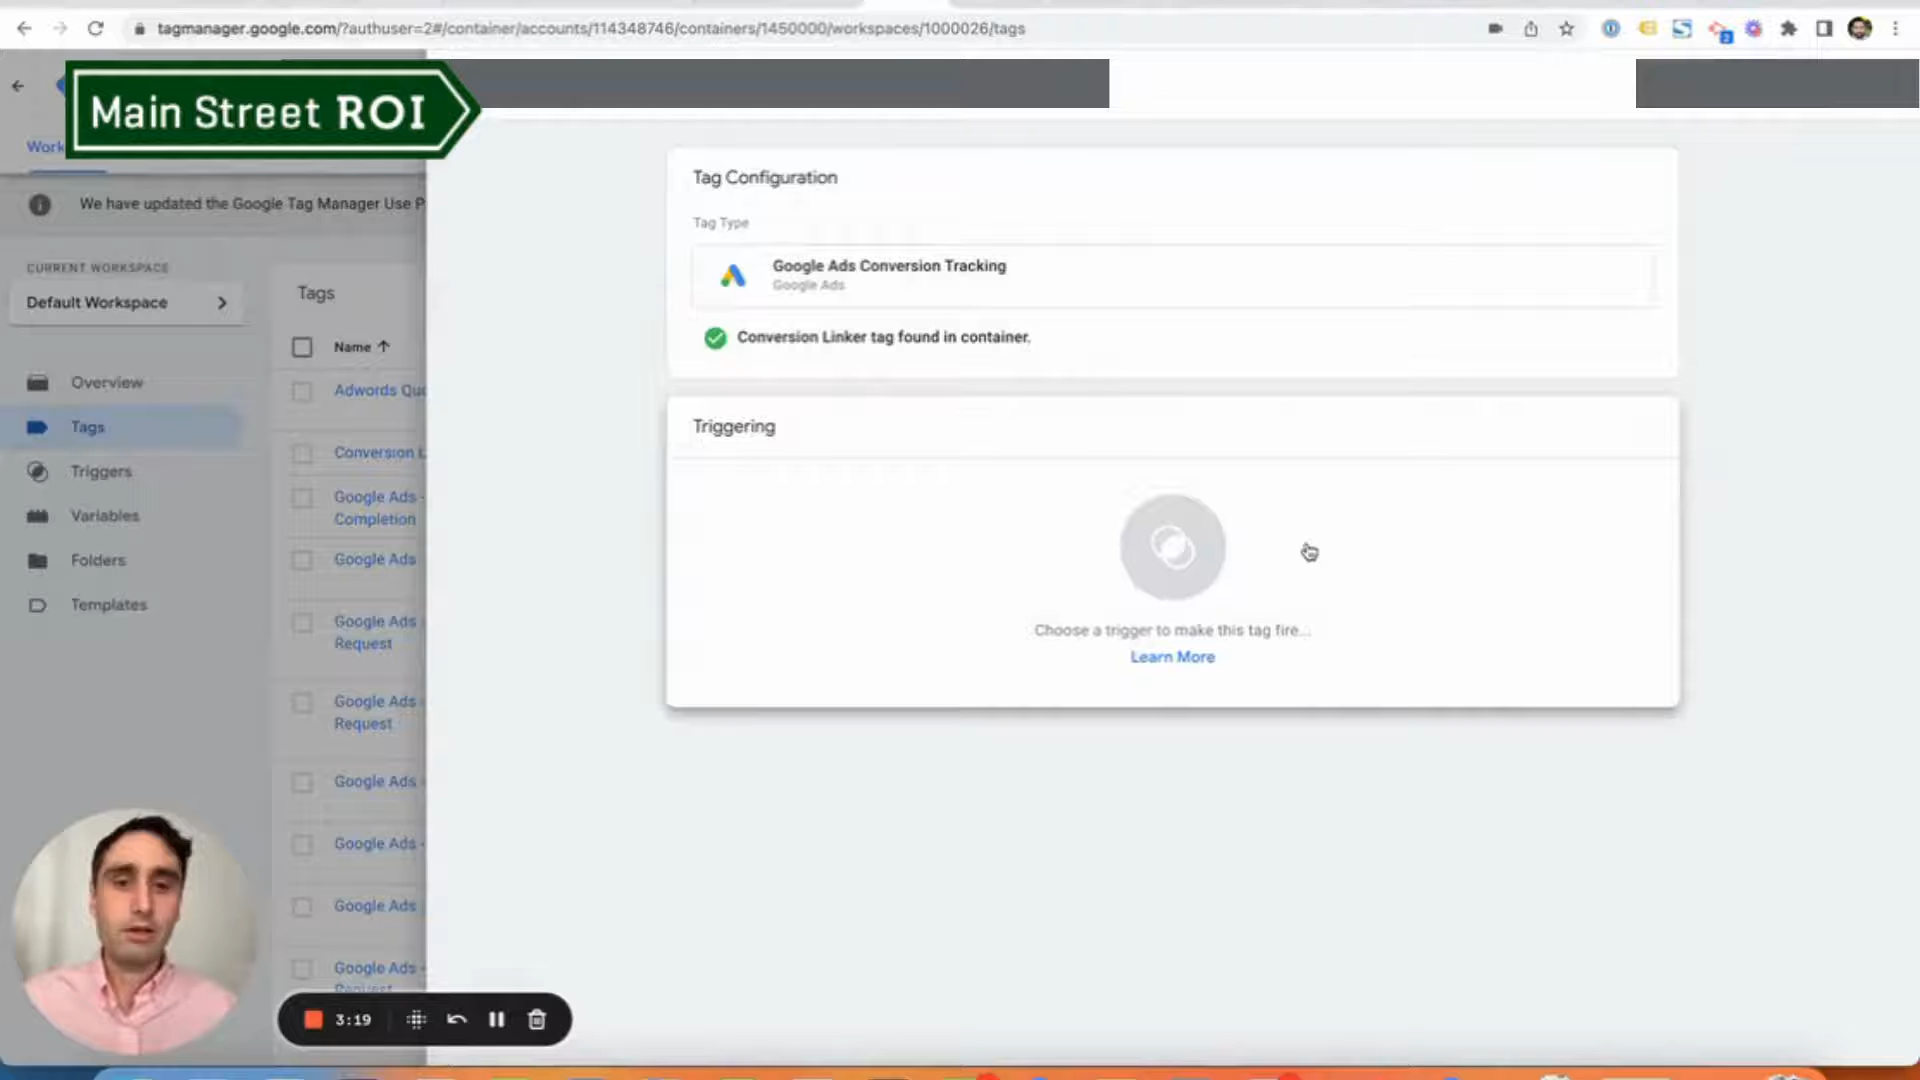 tagmanager.google.com/?authuser=2#/container/accounts/114348746/containers/1450000/workspaces/1000026/tags
2
Main Street ROI
Work
We have updated the Google Tag Manager Use P
CURRENT WORKSPACE
Default Workspace
Overview
Tags
Triggers
Variables
Folders
Templates
Tags
Name
Adwords Quo
Conversion L
Google Ads -
Completion
Google Ads
Google Ads
Request
Google Ads -
Request
Google Ads -
Google Ads -
Google Ads
Google Ads -
Request
Tag Configuration
Tag Type
Google Ads Conversion Tracking
Google Ads
Conversion Linker tag found in container.
Triggering
Choose a trigger to make this tag fire...
Learn More
3:19